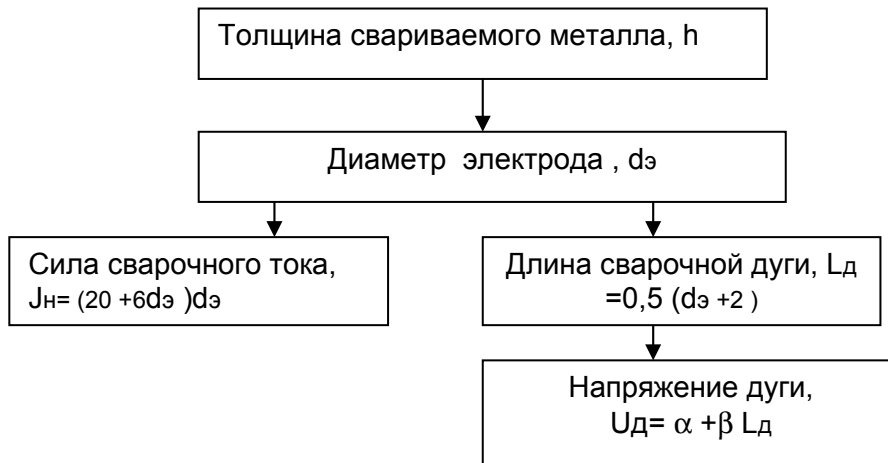 Толщина свариваемого металла, h
Диаметр электрода , dэ
Сила сварочного тока,
Jн= (20 +6dэ )dэ
Длина сварочной дуги, Lд
=0,5 (dэ +2 )
Напряжение дуги,
Uд= α +β Lд